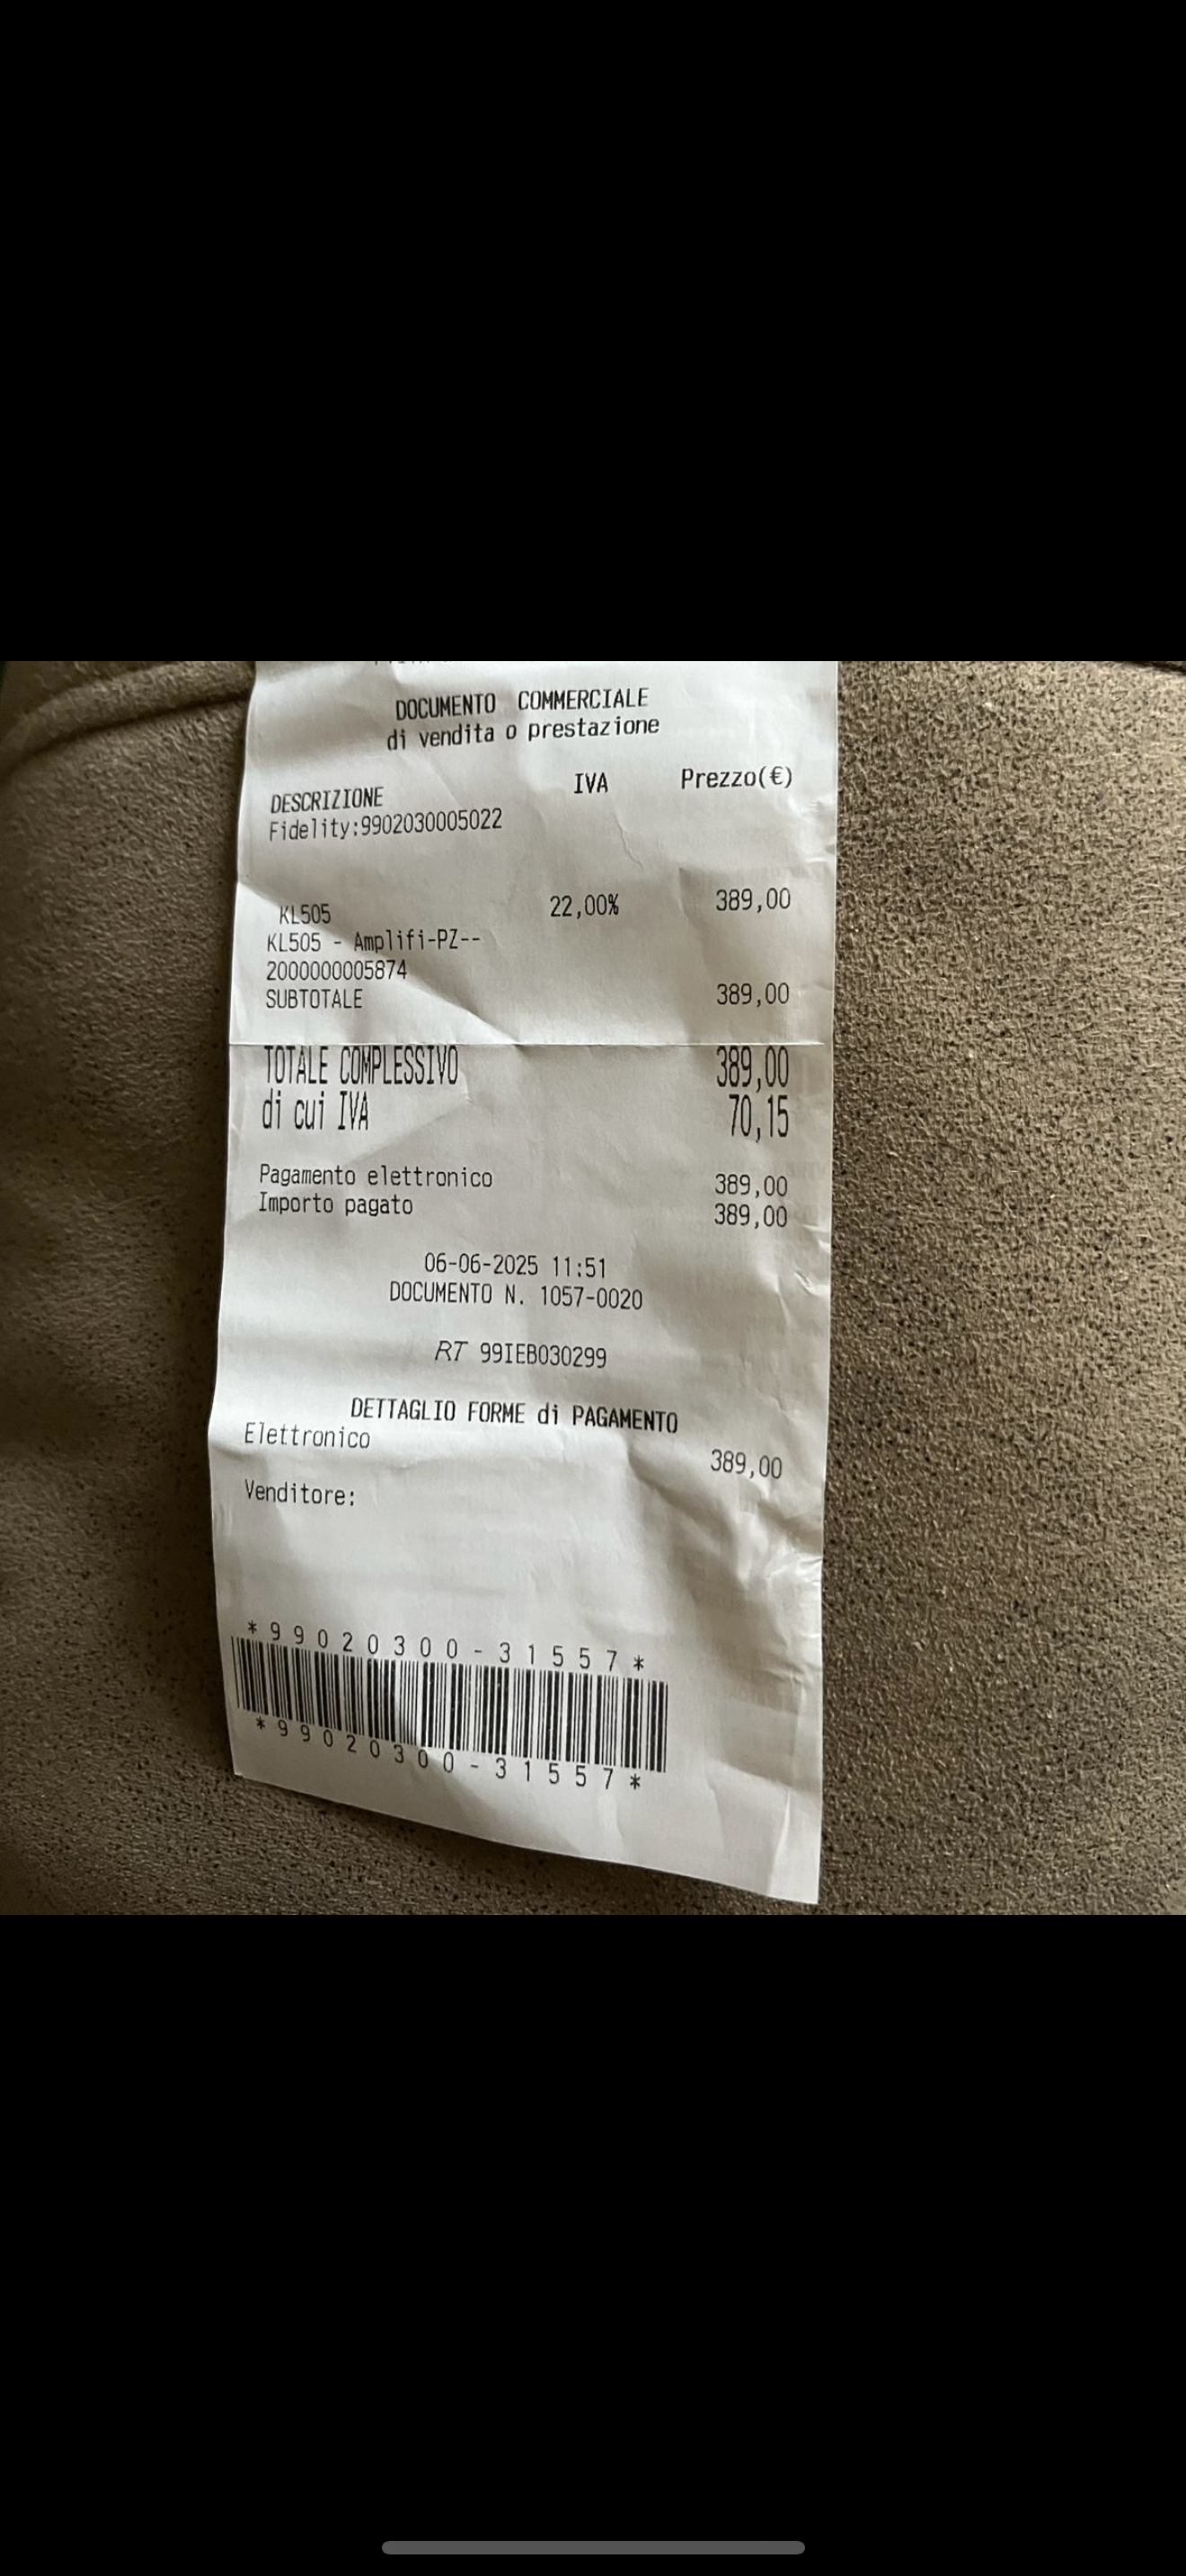 DOCUMENTO COMMERCIALE
di vendita o prestazione
DESCRIZIONE IVA Prezzo(€)
Fidelity:9902030005022
KL505 22,00% 389,00
KL505 - Amplifi-PZ--
2000000005874
SUBTOTALE 389,00
TOTALE COMPLESSIVO 389,00
di cui IVA 70,15
Pagamento elettronico 389,00
Importo pagato 389,00
06-06-2025 11:51
DOCUMENTO N. 1057-0020
RT 99IEB030299
DETTAGLIO FORME di PAGAMENTO
Elettronico 389,00
Venditore:
*99020300-31557*
*99020300-31557*